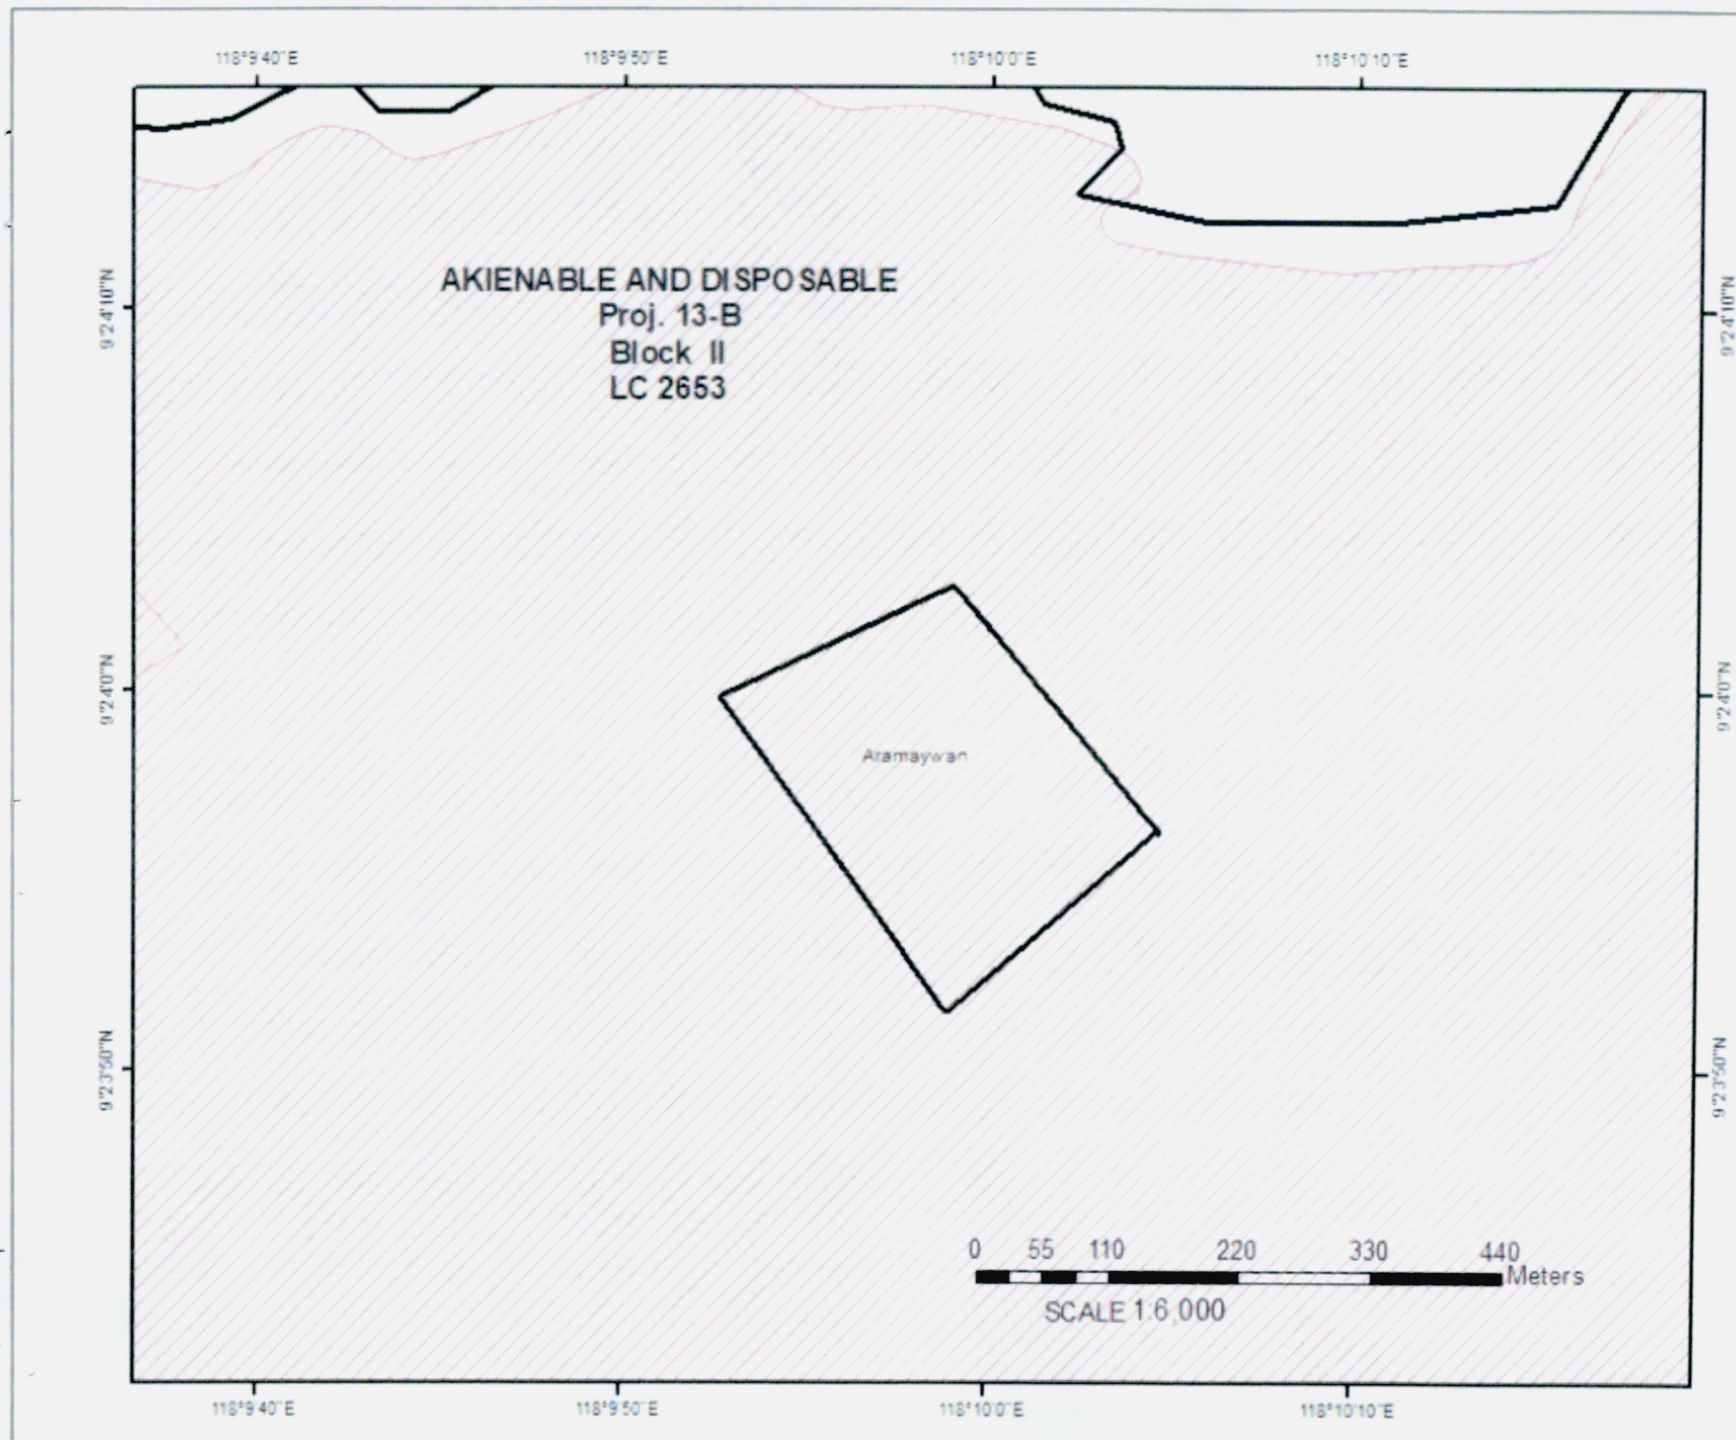 118°9'40"E 118°9'50"E 118°10'0"E 118°10'10"E
AKIENABLE AND DISPOSABLE
Proj. 13-B
Block II
LC 2653
9°24'10"N 9°24'10"N
9°24'0"N 9°24'0"N
Aramaywan
9°23'50"N 9°23'50"N
0 55 110 220 330 440
Meters
SCALE 1:6,000
118°9'40"E 118°9'50"E 118°10'0"E 118°10'10"E